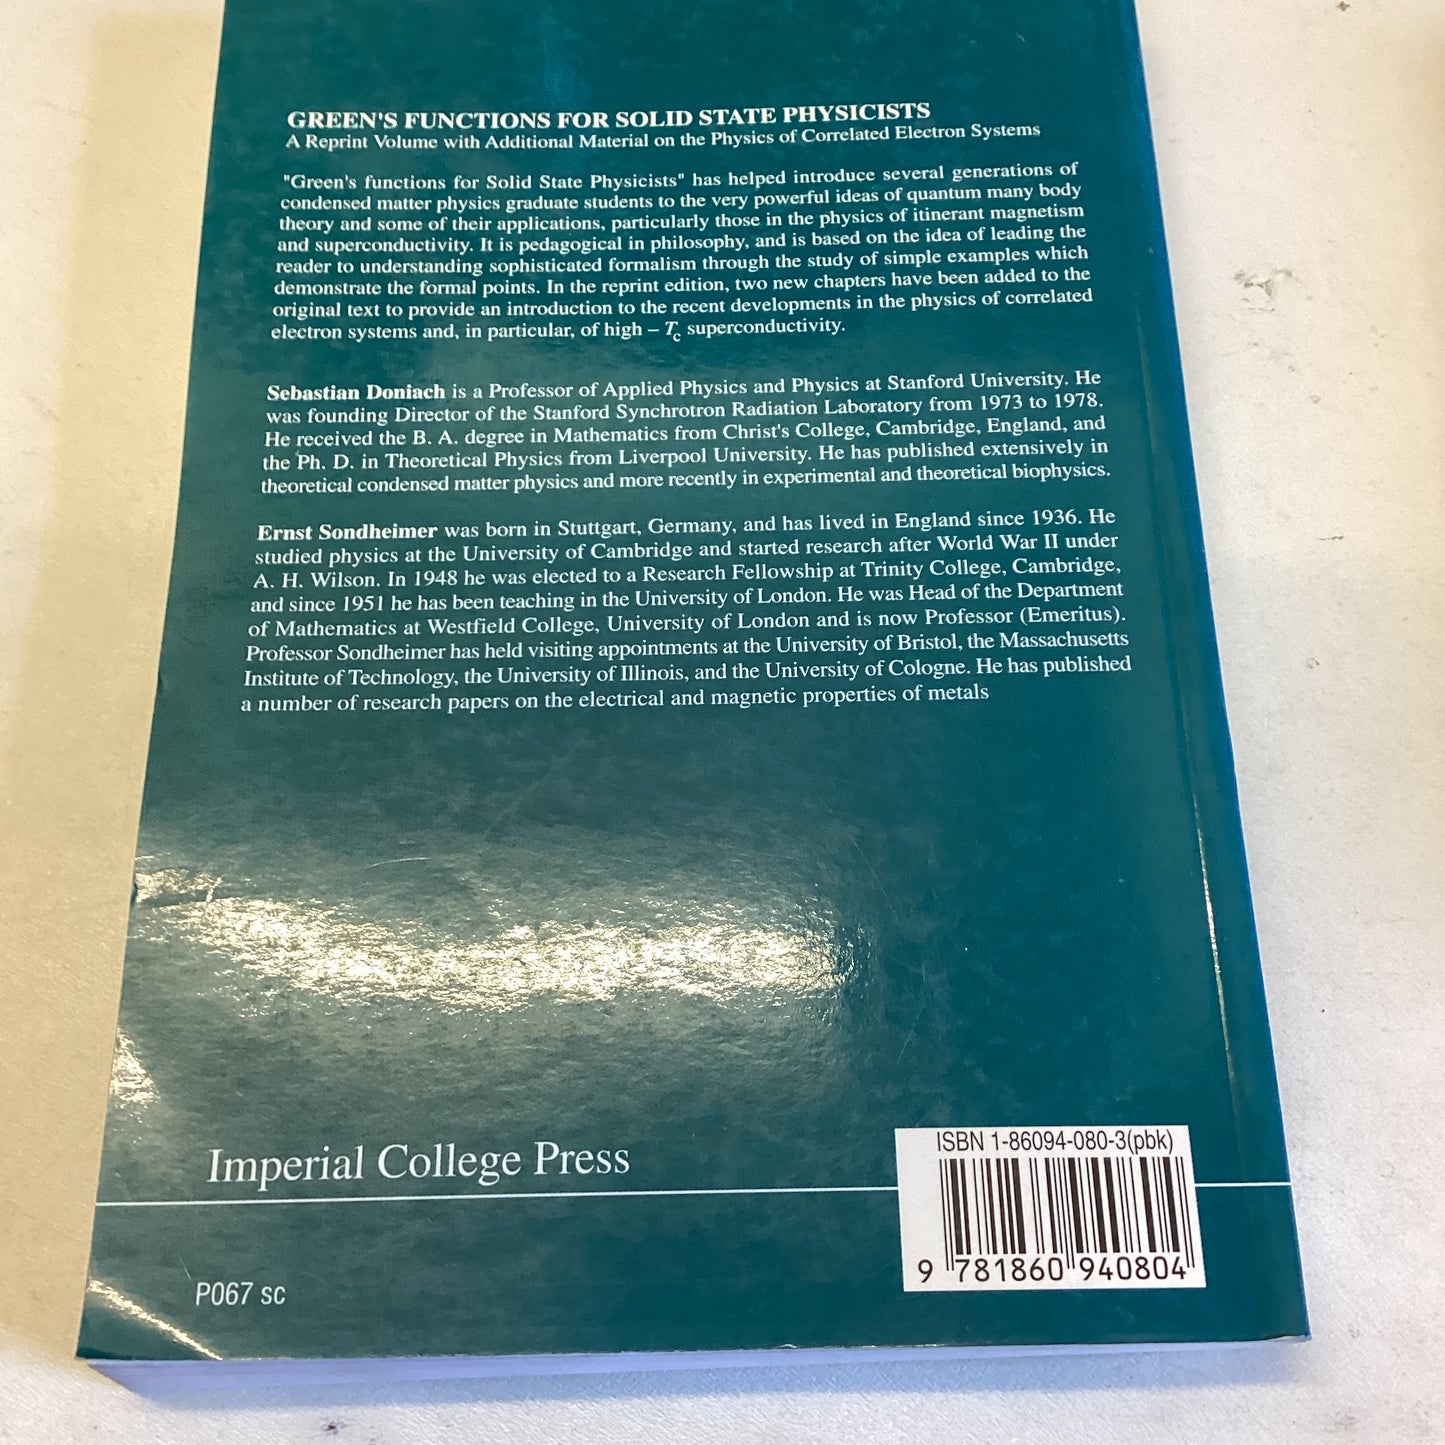 GREEN'S FUNCTIONS FOR SOLID STATE PHYSICISTS
A Reprint Volume with Additional Material on the Physics of Correlated Electron Systems
"Green's functions for Solid State Physicists" has helped introduce several generations of
condensed matter physics graduate students to the very powerful ideas of quantum many body
theory and some of their applications, particularly those in the physics of itinerant magnetism
and superconductivity. It is pedagogical in philosophy, and is based on the idea of leading the
reader to understanding sophisticated formalism through the study of simple examples which
demonstrate the formal points. In the reprint edition, two new chapters have been added to the
original text to provide an introduction to the recent developments in the physics of correlated
electron systems and, in particular, of high – Tc superconductivity.
Sebastian Doniach is a Professor of Applied Physics and Physics at Stanford University. He
was founding Director of the Stanford Synchrotron Radiation Laboratory from 1973 to 1978.
He received the B. A. degree in Mathematics from Christ's College, Cambridge, England, and
the Ph. D. in Theoretical Physics from Liverpool University. He has published extensively in
theoretical condensed matter physics and more recently in experimental and theoretical biophysics.
Ernst Sondheimer was born in Stuttgart, Germany, and has lived in England since 1936. He
studied physics at the University of Cambridge and started research after World War II under
A. H. Wilson. In 1948 he was elected to a Research Fellowship at Trinity College, Cambridge,
and since 1951 he has been teaching in the University of London. He was Head of the Department
of Mathematics at Westfield College, University of London and is now Professor (Emeritus).
Professor Sondheimer has held visiting appointments at the University of Bristol, the Massachusetts
Institute of Technology, the University of Illinois, and the University of Cologne. He has published
a number of research papers on the electrical and magnetic properties of metals
Imperial College Press
ISBN 1-86094-080-3(pbk)
9 781860 940804
P067 sc